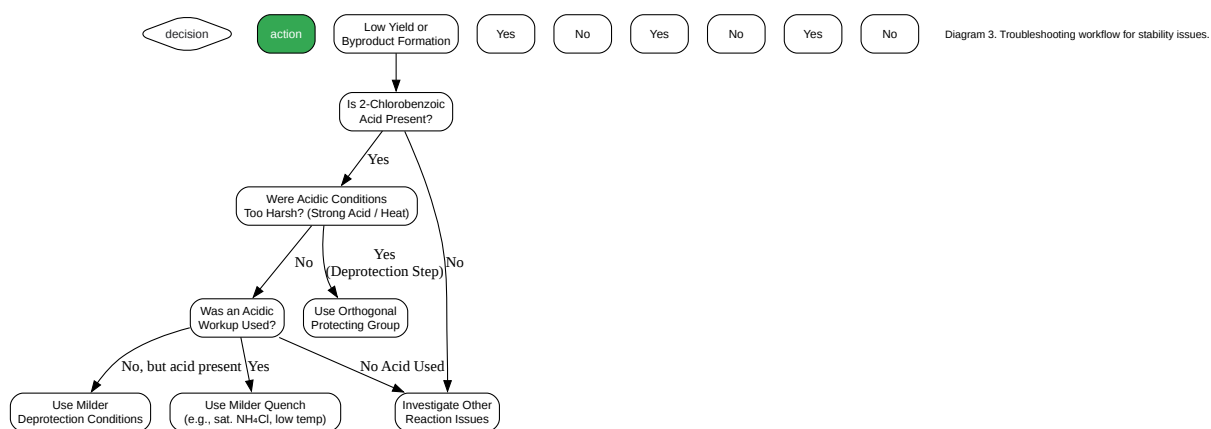 decision
action
Low Yield or
Byproduct Formation
Yes
No
Yes
No
Yes
No
Diagram 3. Troubleshooting workflow for stability issues.
Is 2-Chlorobenzoic
Acid Present?
Yes
Were Acidic Conditions
Too Harsh? (Strong Acid / Heat)
No
Yes
(Deprotection Step)
No
Was an Acidic
Workup Used?
Use Orthogonal
Protecting Group
No, but acid present
Yes
No Acid Used
Use Milder
Deprotection Conditions
Use Milder Quench
(e.g., sat. NH₄Cl, low temp)
Investigate Other
Reaction Issues